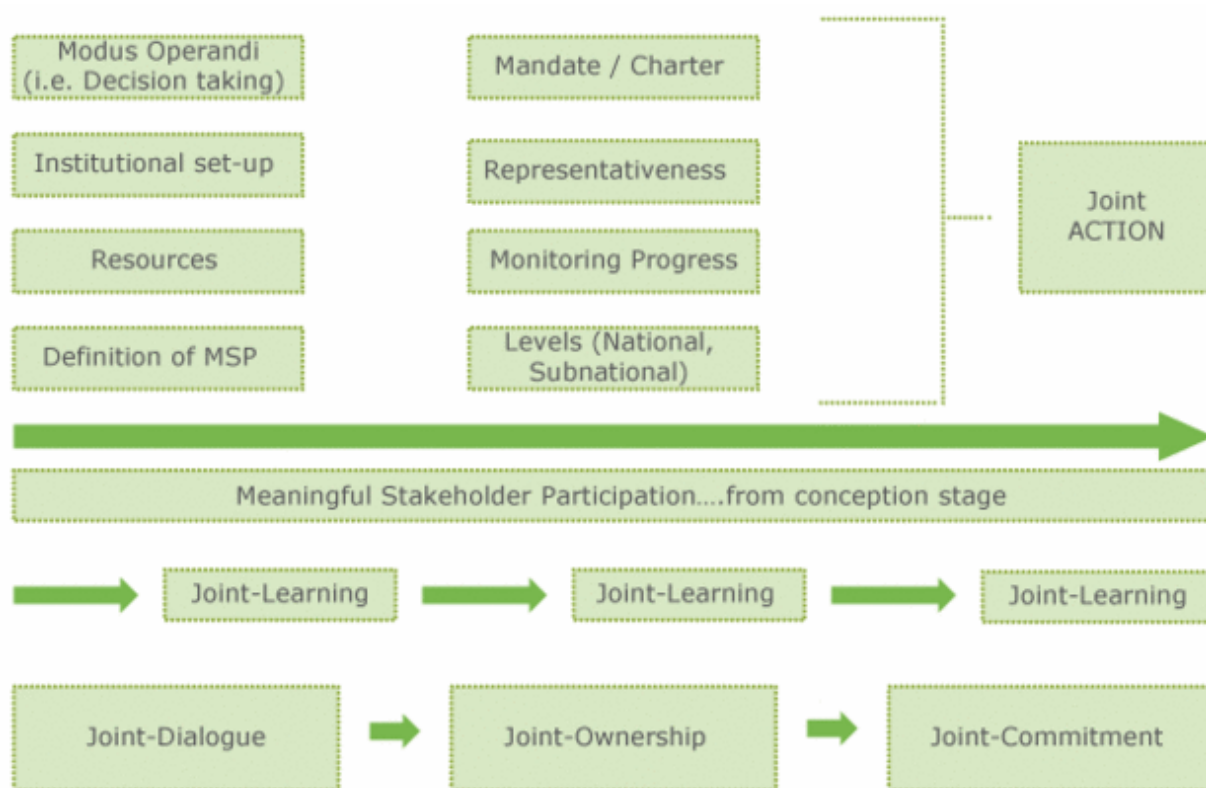 Modus Operandi
(i.e. Decision taking)
Mandate / Charter
Institutional set-up
Representativeness
Joint
ACTION
Resources
Monitoring Progress
Definition of MSP
Levels (National,
Subnational)
Meaningful Stakeholder Participation....from conception stage
Joint-Learning
Joint-Learning
Joint-Learning
Joint-Dialogue
Joint-Ownership
Joint-Commitment